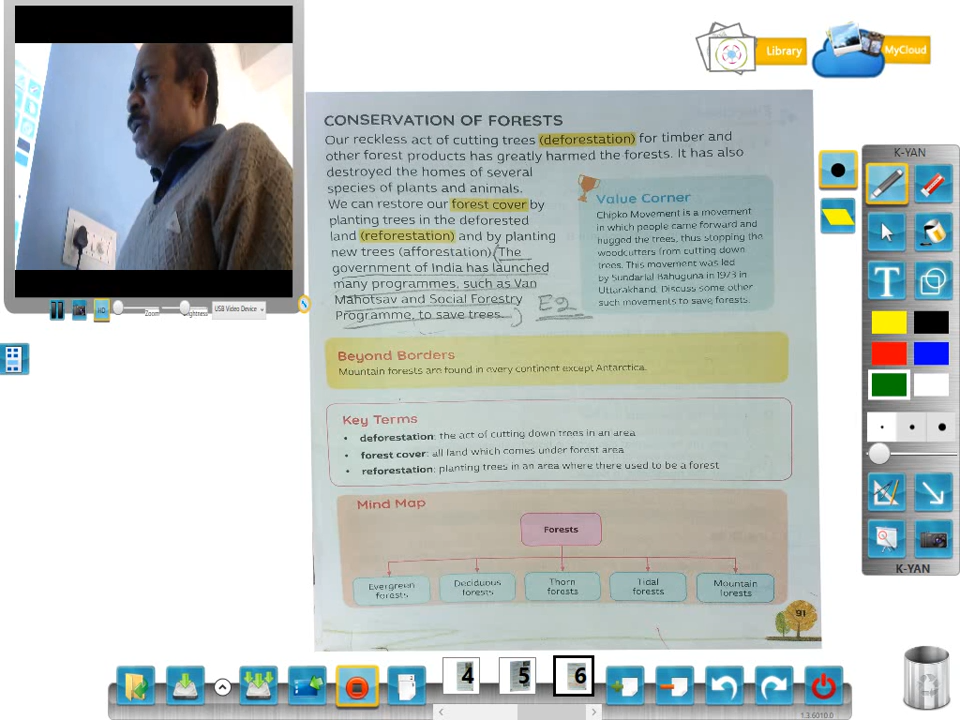 Library
MyCloud
CONSERVATION OF FORESTS
Our reckless act of cutting trees (deforestation) for timber and
other forest products has greatly harmed the forests. It has also
destroyed the homes of several
species of plants and animals.
We can restore our forest cover by
planting trees in the deforested
land (reforestation) and by planting
new trees (afforestation). The
government of India has launched
many programmes, such as Van
Mahotsav and Social Forestry
Programme, to save trees.
E2
Value Corner
Chipko Movement is a movement
in which people came forward and
hugged the trees, thus stopping the
woodcutters from cutting down
trees. This movement was led
by Sundarlal Bahuguna in 1973 in
Uttarakhand. Discuss some other
such movements to save forests.
Beyond Borders
Mountain forests are found in every continent except Antarctica.
Key Terms
• deforestation: the act of cutting down trees in an area
• forest cover: all land which comes under forest area
• reforestation: planting trees in an area where there used to be a forest
Mind Map
Forests
Evergreen forests
Deciduous forests
Thorn forests
Tidal forests
Mountain forests
91
HD
Zoom
Brightness
USB Video Device
K-YAN
T
K-YAN
4
5
6
1.3.6010.0